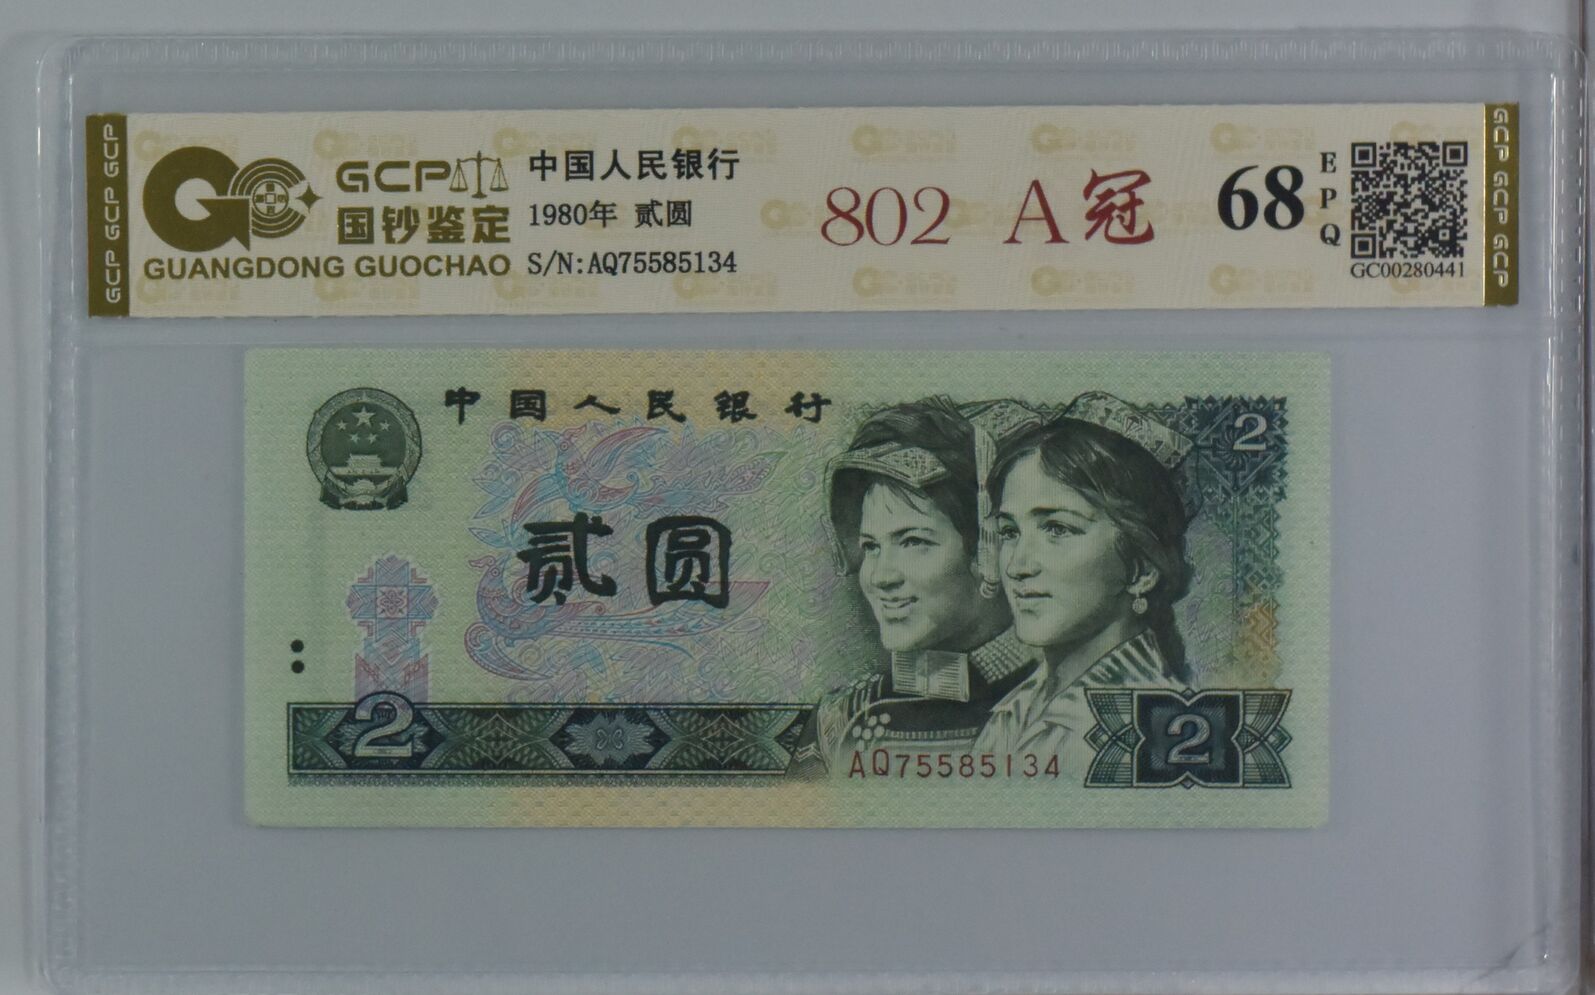 GCP GCP GCP
GCP
国钞鉴定
GUANGDONG GUOCHAO
中国人民银行
1980年 贰圆
S/N:AQ75585134
802 A冠
68
EPQ
GC00280441
GCP GCP GCP
中国人民银行
2
贰圆
2
AQ75585134
2